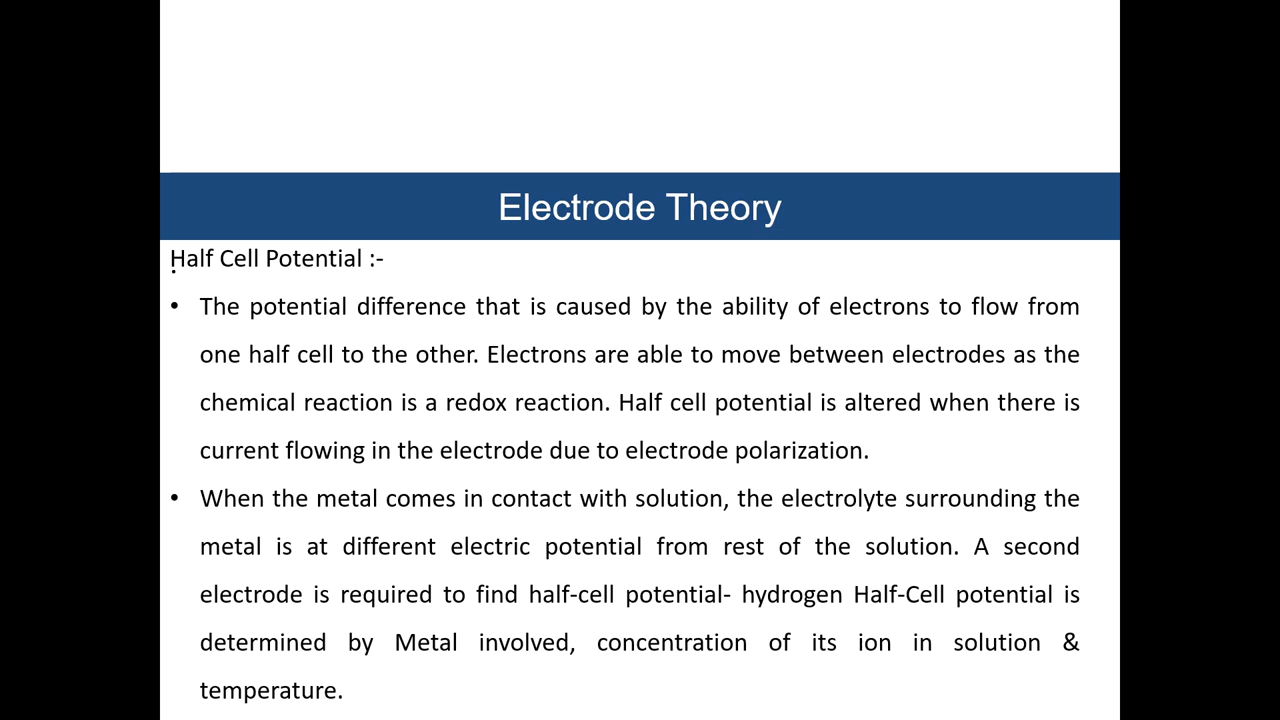 Electrode Theory
Half Cell Potential :-
.
• The potential difference that is caused by the ability of electrons to flow from
one half cell to the other. Electrons are able to move between electrodes as the
chemical reaction is a redox reaction. Half cell potential is altered when there is
current flowing in the electrode due to electrode polarization.
• When the metal comes in contact with solution, the electrolyte surrounding the
metal is at different electric potential from rest of the solution. A second
electrode is required to find half-cell potential- hydrogen Half-Cell potential is
determined by Metal involved, concentration of its ion in solution &
temperature.